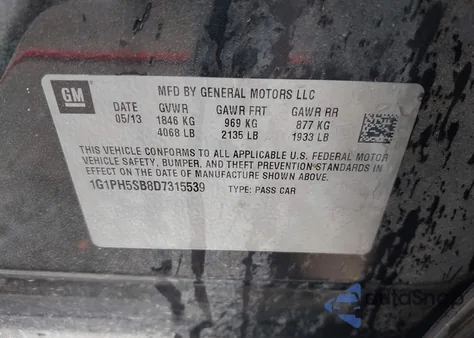 GM
MFD BY GENERAL MOTORS LLC
DATE GVWR GAWR FRT GAWR RR
05/13 1846 KG 969 KG 877 KG
4068 LB 2135 LB 1933 LB
THIS VEHICLE CONFORMS TO ALL APPLICABLE U.S. FEDERAL MOTOR
VEHICLE SAFETY, BUMPER, AND THEFT PREVENTION STANDARDS
IN EFFECT ON THE DATE OF MANUFACTURE SHOWN ABOVE.
1G1PH5SB8D7315539 TYPE: PASS CAR
AutoSnap